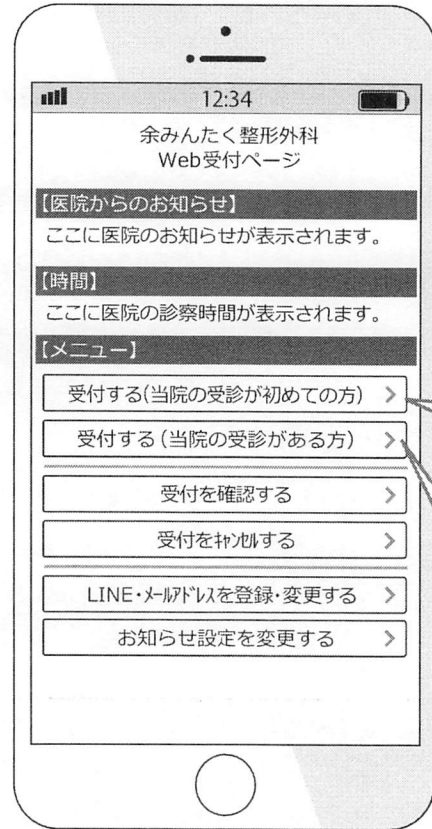 12:34
余みんたく整形外科
Web受付ページ
【医院からのお知らせ】
ここに医院のお知らせが表示されます。
【時間】
ここに医院の診察時間が表示されます。
【メニュー】
受付する(当院の受診が初めての方) >
受付する(当院の受診がある方) >
受付を確認する >
受付をｷｬﾝｾﾙする >
LINE・ﾒｰﾙｱﾄﾞﾚｽを登録・変更する >
お知らせ設定を変更する >